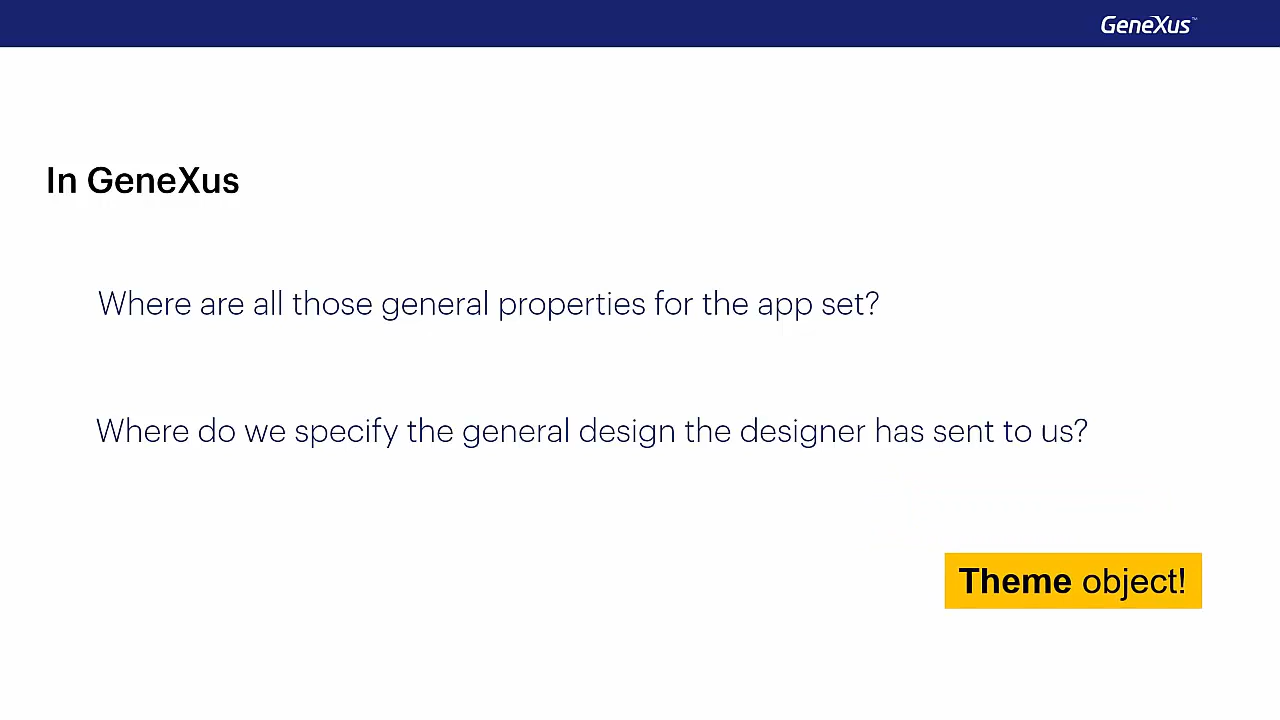 GeneXus™
In GeneXus
Where are all those general properties for the app set?
Where do we specify the general design the designer has sent to us?
Theme object!